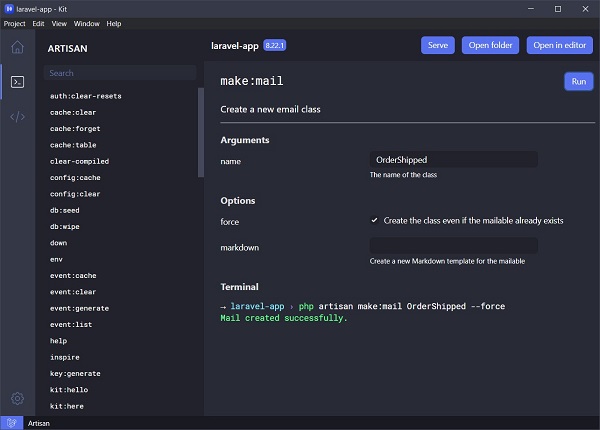 laravel-app - Kit
Project Edit View Window Help
ARTISAN
Search
auth:clear-resets
cache:clear
cache:forget
cache:table
clear-compiled
config:cache
config:clear
db:seed
db:wipe
down
env
event:cache
event:clear
event:generate
event:list
help
inspire
key:generate
kit:hello
kit:here
laravel-app 8.22.1 Serve Open folder Open in editor
make:mail Run
Create a new email class
Arguments
name OrderShipped
The name of the class
Options
force Create the class even if the mailable already exists
markdown
Create a new Markdown template for the mailable
Terminal
→ laravel-app › php artisan make:mail OrderShipped --force
Mail created successfully.
Artisan